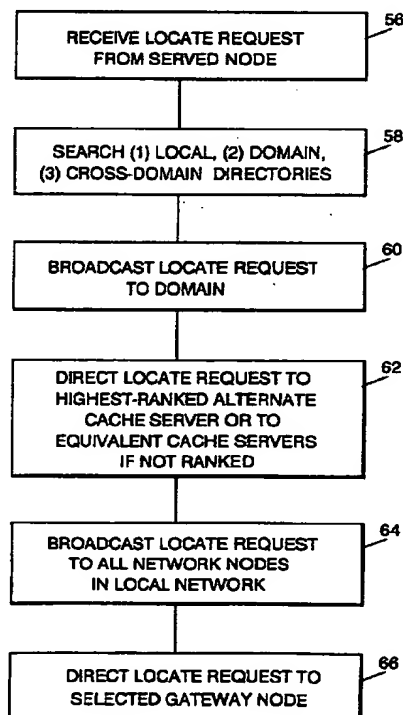 56
RECEIVE LOCATE REQUEST
FROM SERVED NODE
58
SEARCH (1) LOCAL, (2) DOMAIN,
(3) CROSS-DOMAIN DIRECTORIES
60
BROADCAST LOCATE REQUEST
TO DOMAIN
62
DIRECT LOCATE REQUEST TO
HIGHEST-RANKED ALTERNATE
CACHE SERVER OR TO
EQUIVALENT CACHE SERVERS
IF NOT RANKED
64
BROADCAST LOCATE REQUEST
TO ALL NETWORK NODES
IN LOCAL NETWORK
66
DIRECT LOCATE REQUEST TO
SELECTED GATEWAY NODE